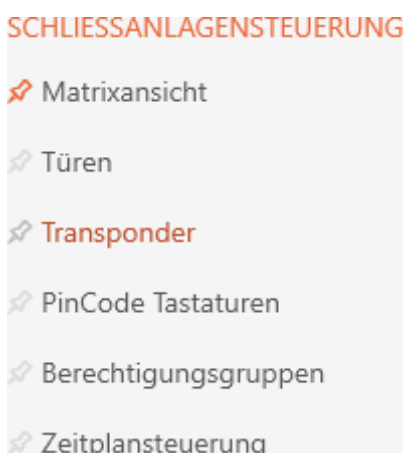 SCHLIESSANLAGENSTEUERUNG
Matrixansicht
Türen
Transponder
PinCode Tastaturen
Berechtigungsgruppen
Zeitplansteuerung